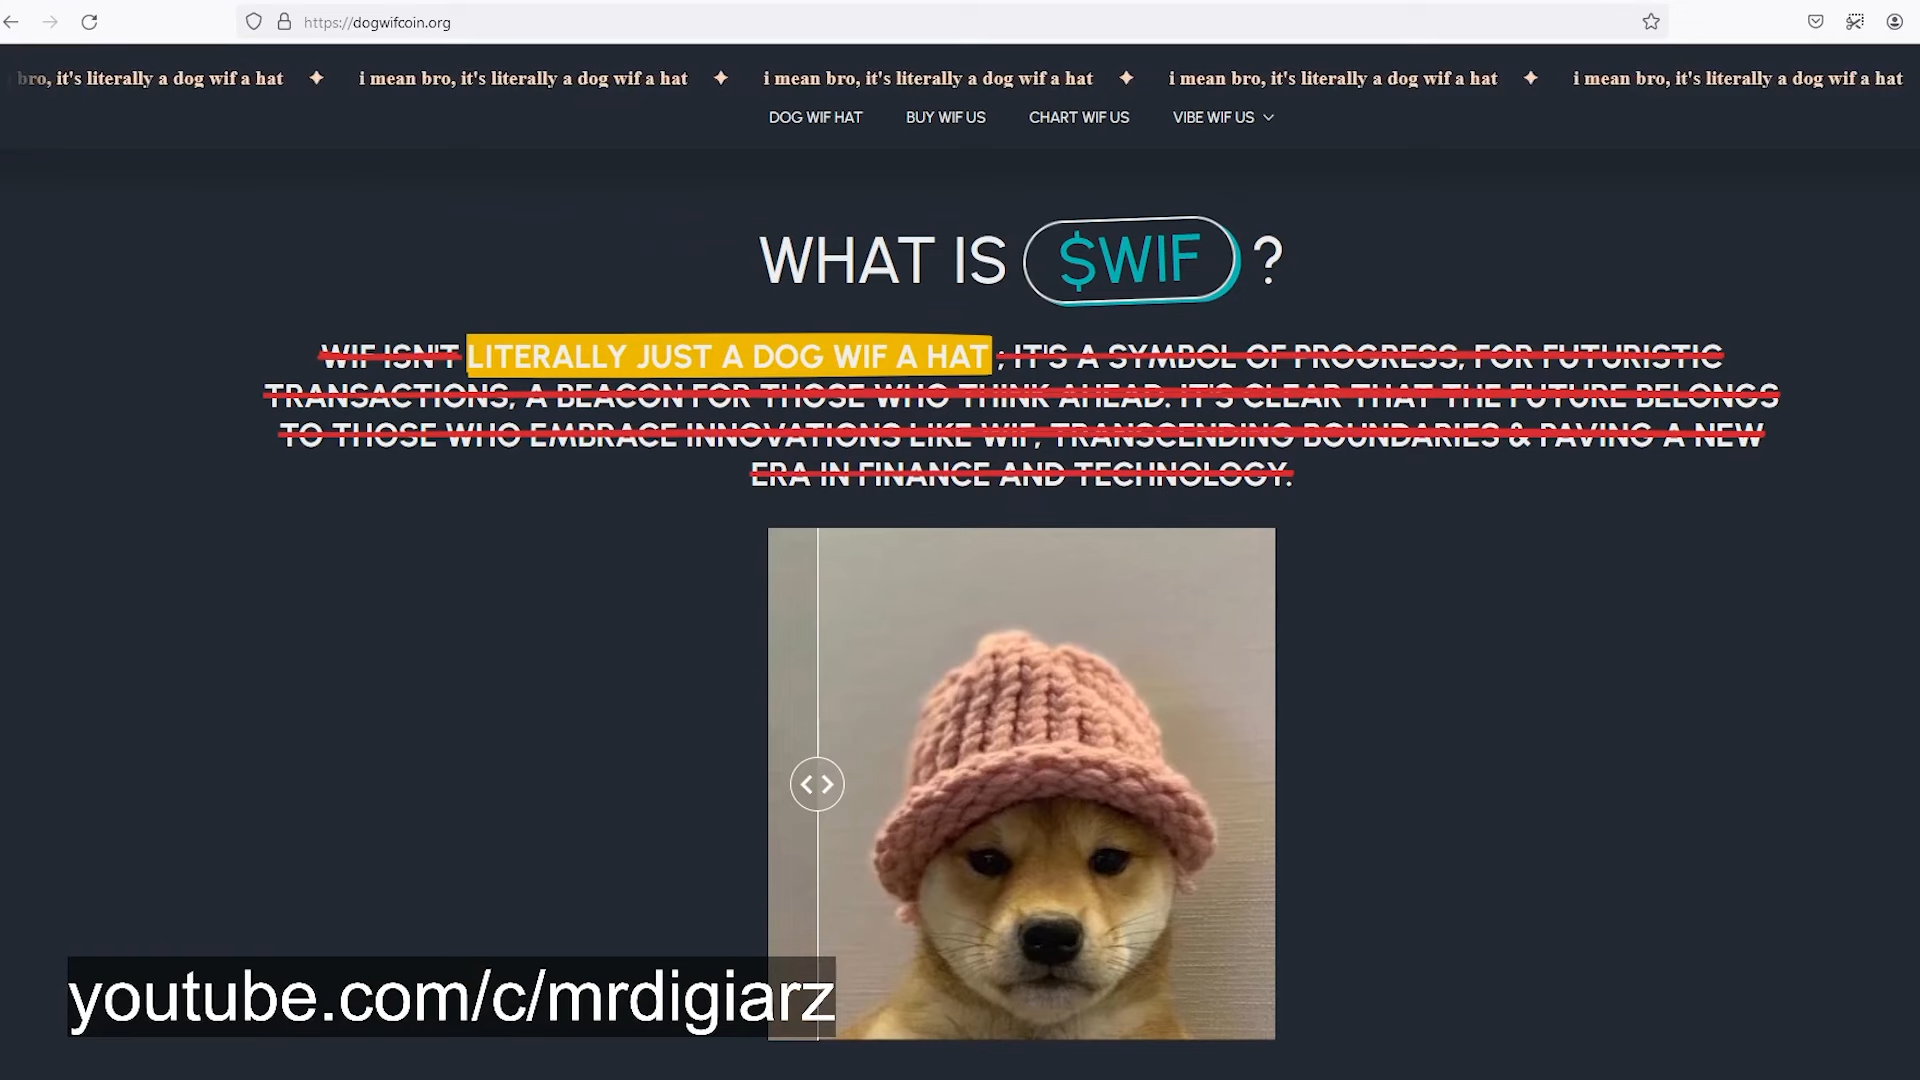 https://dogwifcoin.org
bro, it's literally a dog wif a hat ✦ i mean bro, it's literally a dog wif a hat ✦ i mean bro, it's literally a dog wif a hat ✦ i mean bro, it's literally a dog wif a hat ✦ i mean bro, it's literally a dog wif a hat
DOG WIF HAT BUY WIF US CHART WIF US VIBE WIF US
WHAT IS $WIF ?
WIF ISN'T LITERALLY JUST A DOG WIF A HAT ; IT'S A SYMBOL OF PROGRESS, FOR FUTURISTIC
TRANSACTIONS, A BEACON FOR THOSE WHO THINK AHEAD. IT'S CLEAR THAT THE FUTURE BELONGS
TO THOSE WHO EMBRACE INNOVATIONS LIKE WIF, TRANSCENDING BOUNDARIES & PAVING A NEW
ERA IN FINANCE AND TECHNOLOGY.
youtube.com/c/mrdigiarz